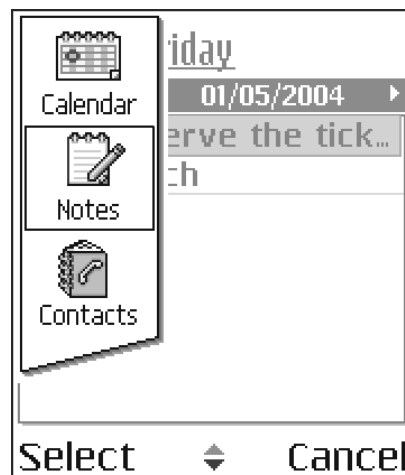 Calendar
Notes
Contacts
riday
01/05/2004
erve the tick...
ch
Select
Cancel